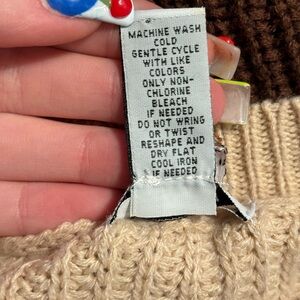 MACHINE WASH
COLD
GENTLE CYCLE
WITH LIKE
COLORS
ONLY NON-
CHLORINE
BLEACH
IF NEEDED
DO NOT WRING
OR TWIST
RESHAPE AND
DRY FLAT
COOL IRON
IF NEEDED